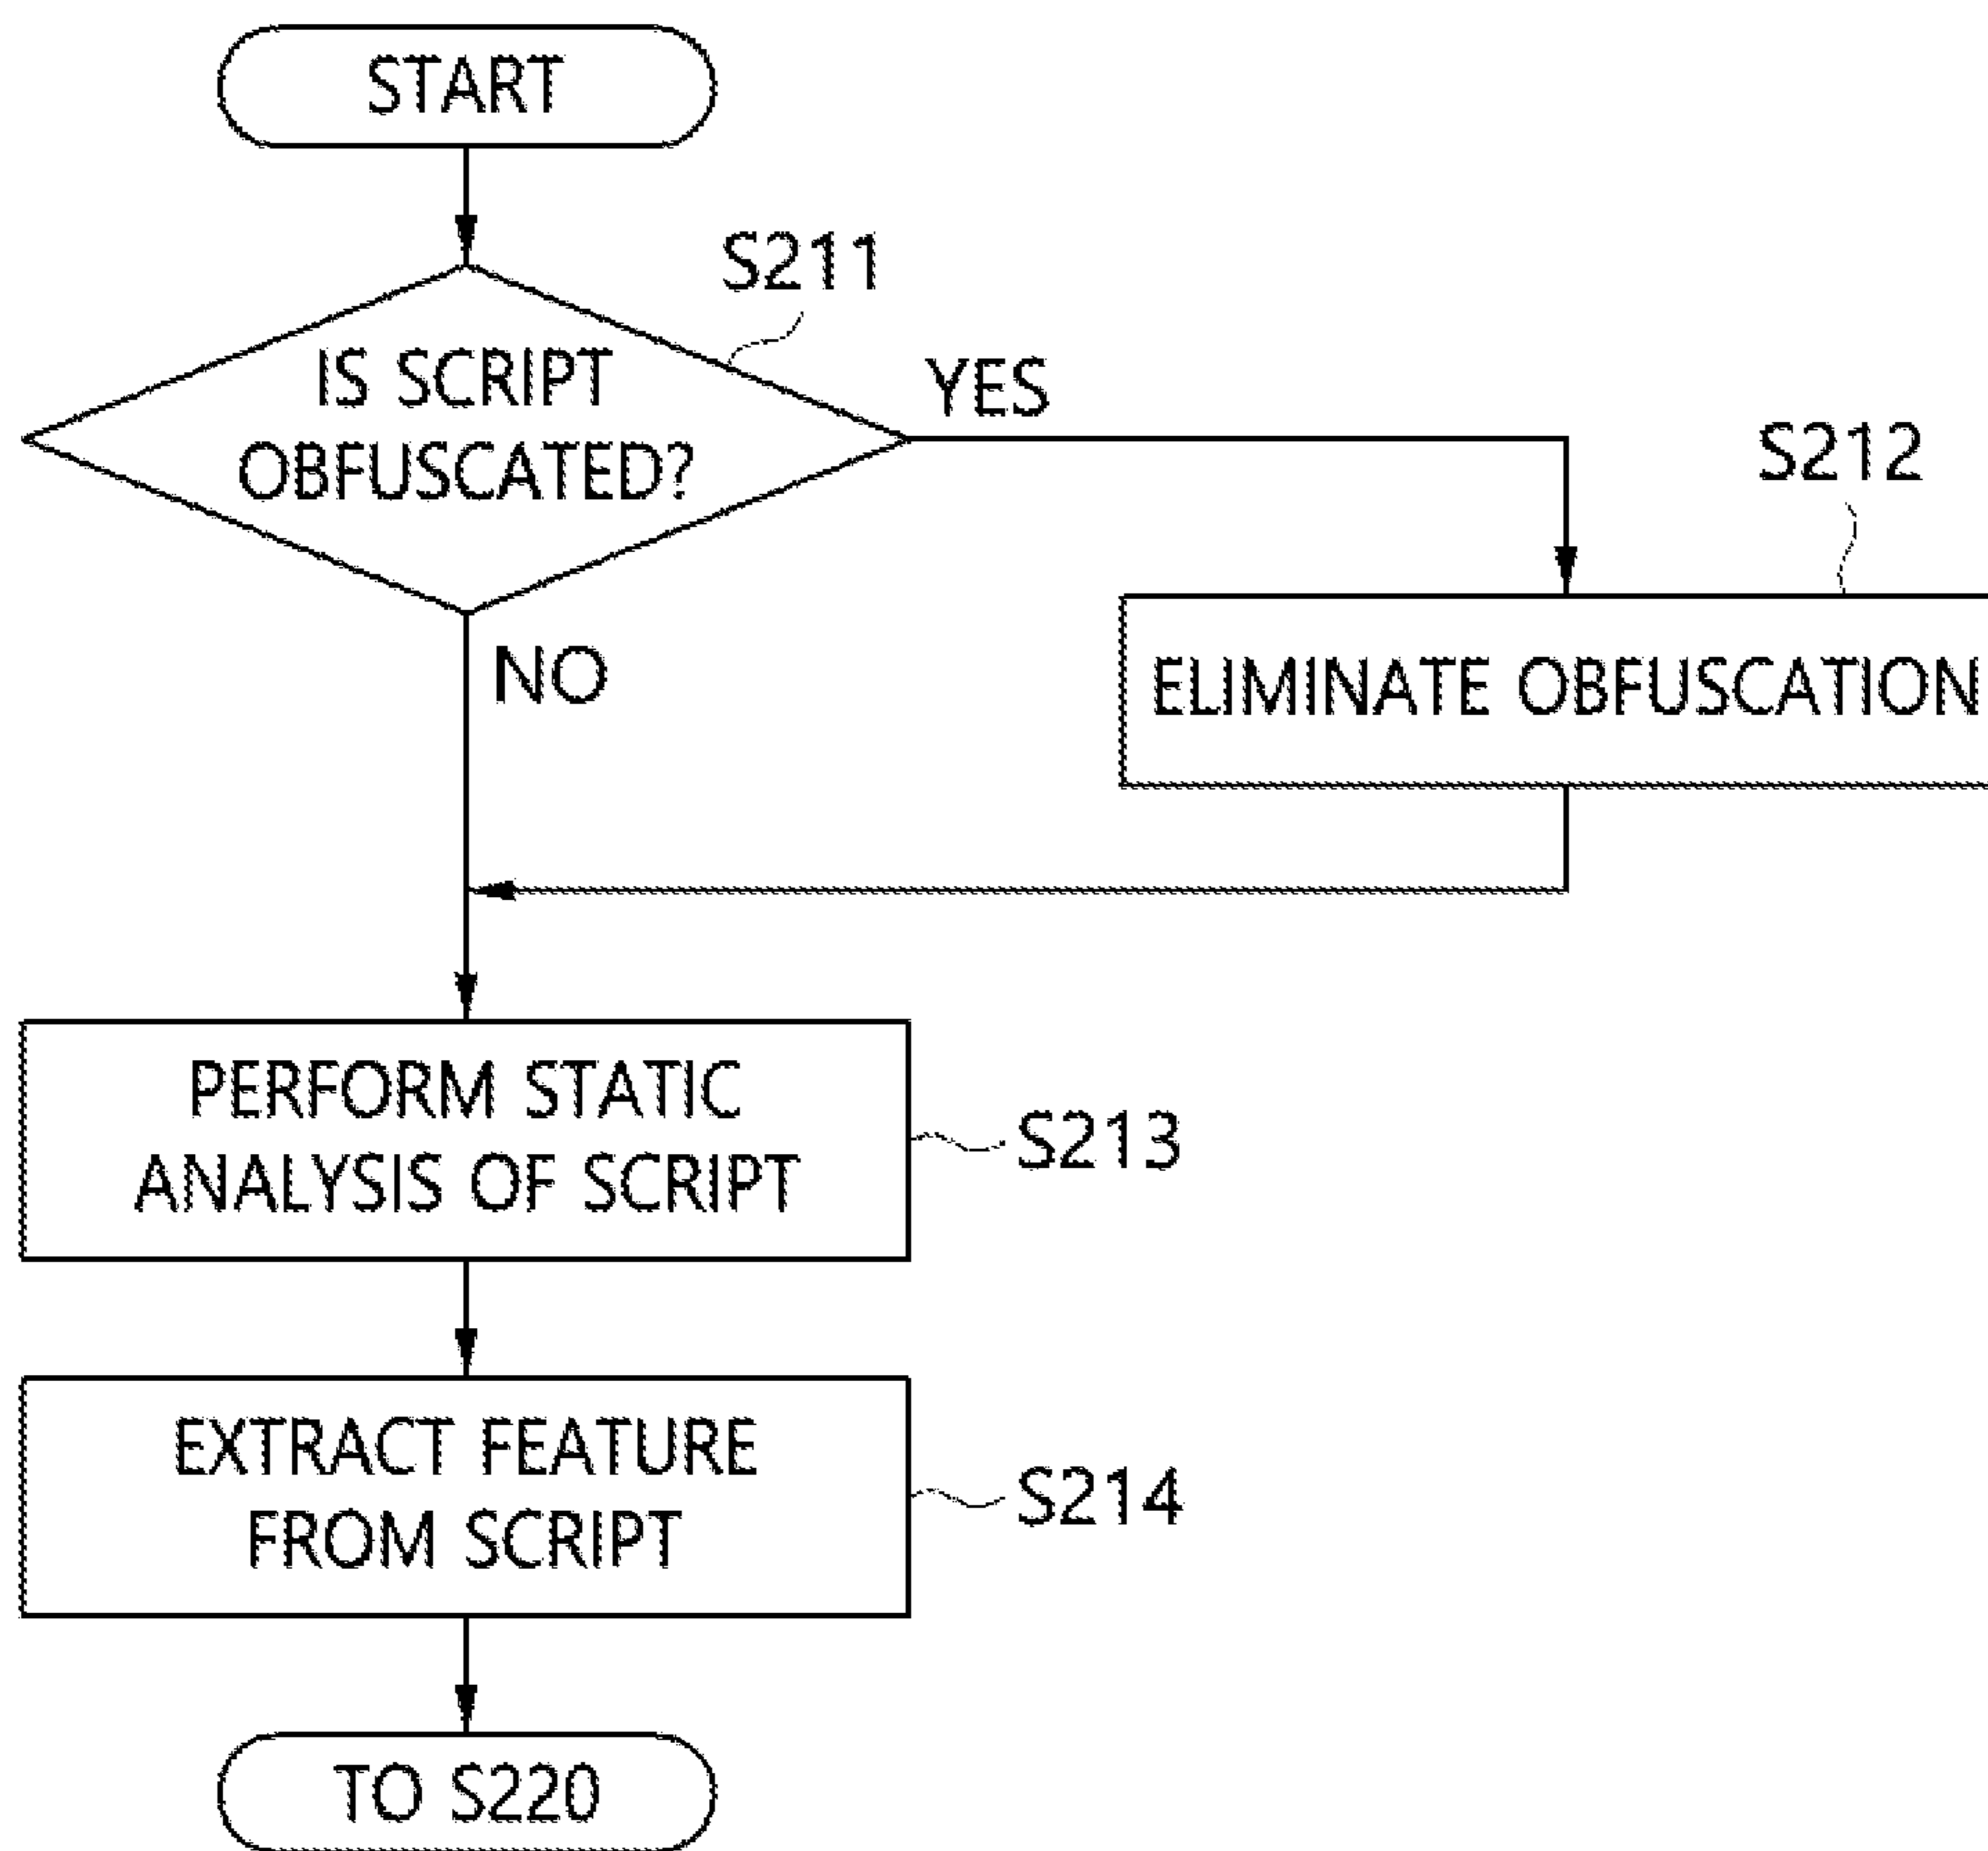 START
S211
IS SCRIPT
OBFUSCATED?
YES
S212
ELIMINATE OBFUSCATION
NO
PERFORM STATIC
ANALYSIS OF SCRIPT
S213
EXTRACT FEATURE
FROM SCRIPT
S214
TO S220